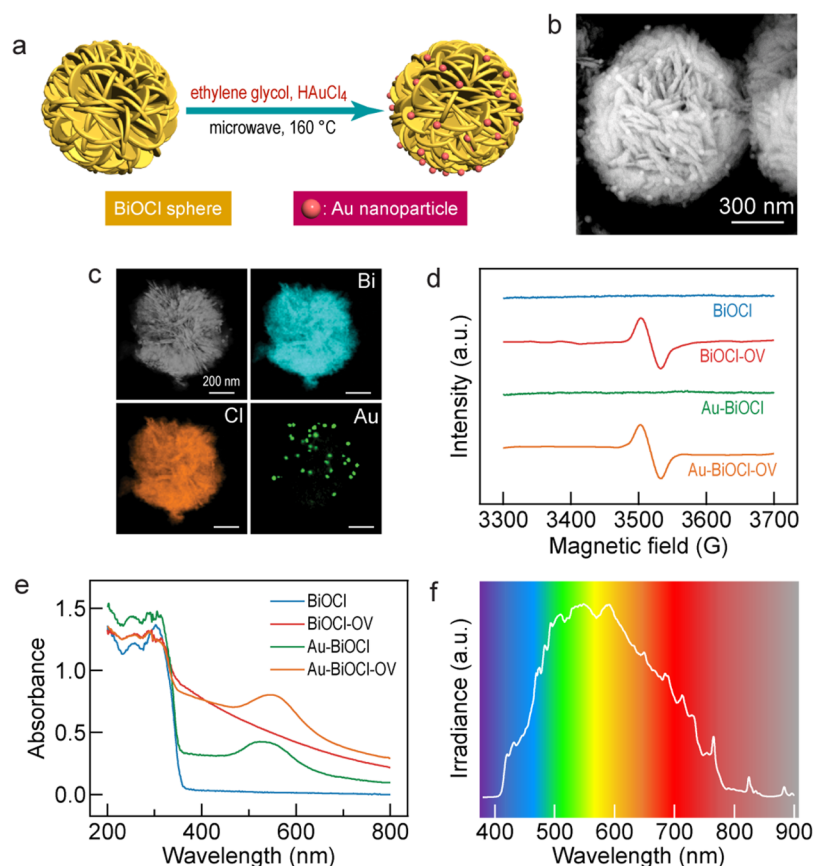 a
ethylene glycol, HAuCl4
microwave, 160 °C
BiOCl sphere
: Au nanoparticle
b
300 nm
c
Bi
200 nm
Cl
Au
d
Intensity (a.u.)
BiOCl
BiOCl-OV
Au-BiOCl
Au-BiOCl-OV
3300 3400 3500 3600 3700
Magnetic field (G)
e
Absorbance
1.5
1.0
0.5
0.0
BiOCl
BiOCl-OV
Au-BiOCl
Au-BiOCl-OV
200 400 600 800
Wavelength (nm)
f
Irradiance (a.u.)
400 500 600 700 800 900
Wavelength (nm)